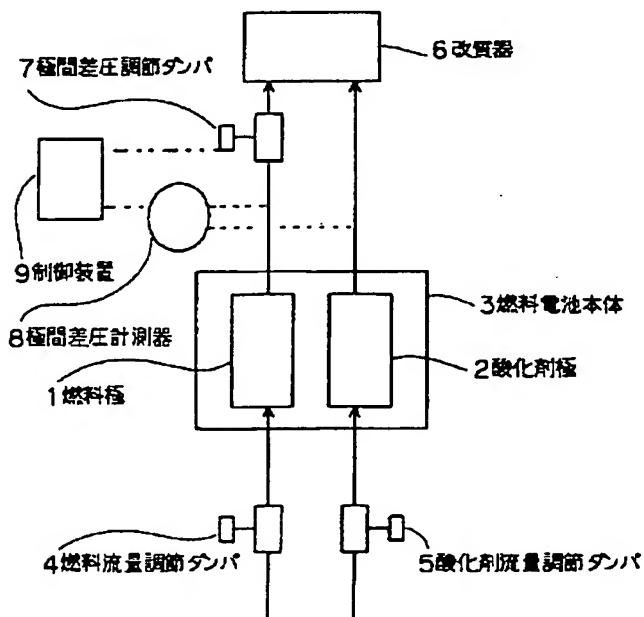 7極間差圧調節ダンパ
6改質器
9制御装置
8極間差圧計測器
3燃料電池本体
1燃料極
2酸化剤極
4燃料流量調節ダンパ
5酸化剤流量調節ダンパ